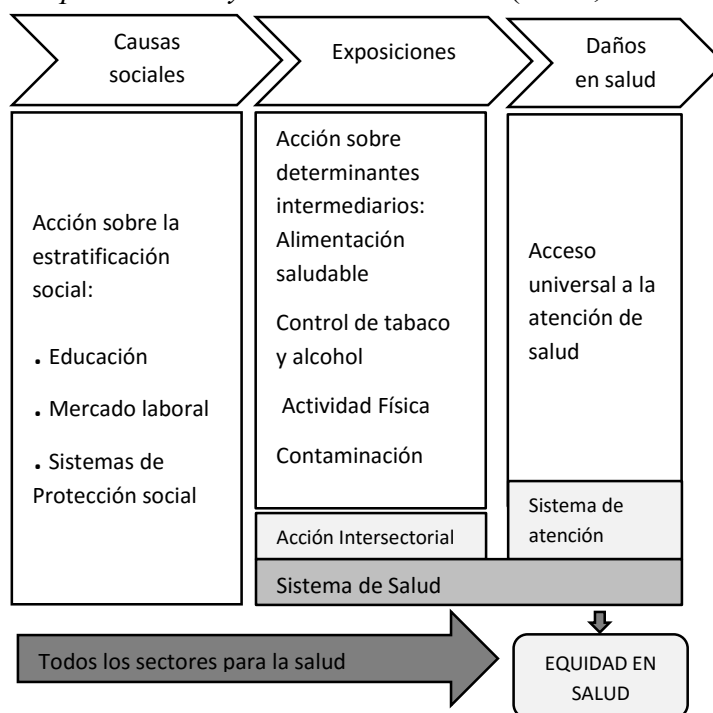 Causas
sociales
Exposiciones
Daños
en salud
Acción sobre la
estratificación
social:
. Educación
. Mercado laboral
. Sistemas de
Protección social
Acción sobre
determinantes
intermediarios:
Alimentación
saludable
Control de tabaco
y alcohol
Actividad Física
Contaminación
Acceso
universal a la
atención de
salud
Acción Intersectorial
Sistema de
atención
Sistema de Salud
Todos los sectores para la salud
EQUIDAD EN
SALUD